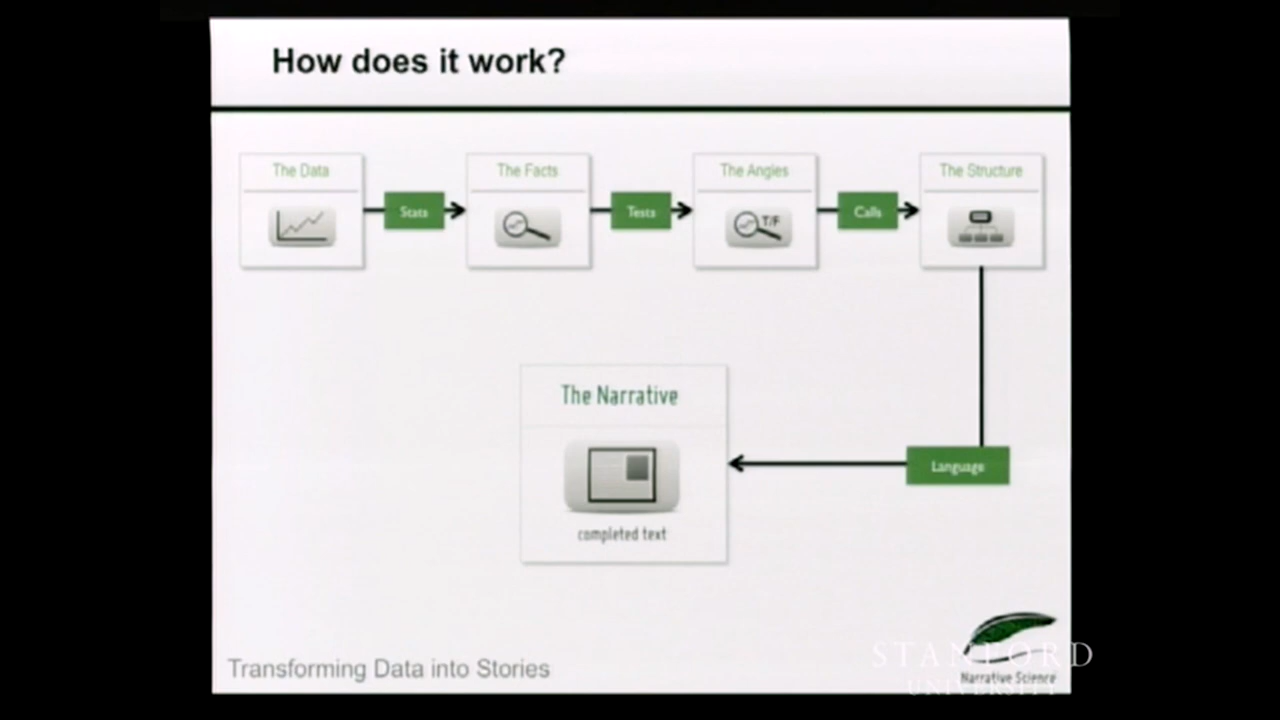 How does it work?
The Data
Stats
The Facts
Tests
The Angles
T/F
Calls
The Structure
The Narrative
completed text
Language
Transforming Data into Stories
Narrative Science
STANFORD
UNIVERSITY